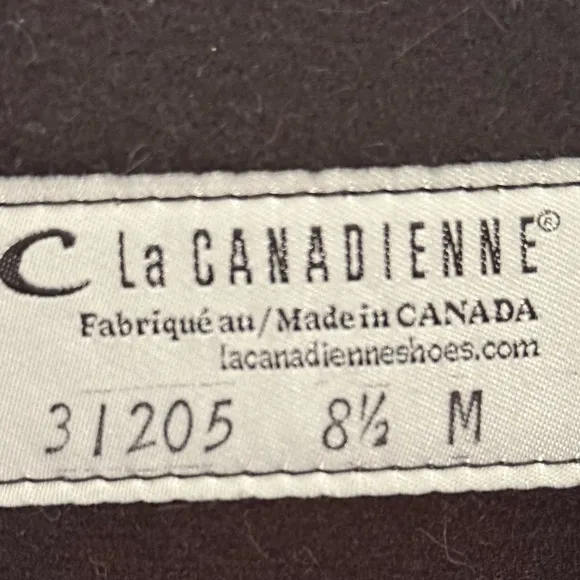 C La CANADIENNE®
Fabriqué au/Made in CANADA
lacanadienneshoes.com
31205 8½ M